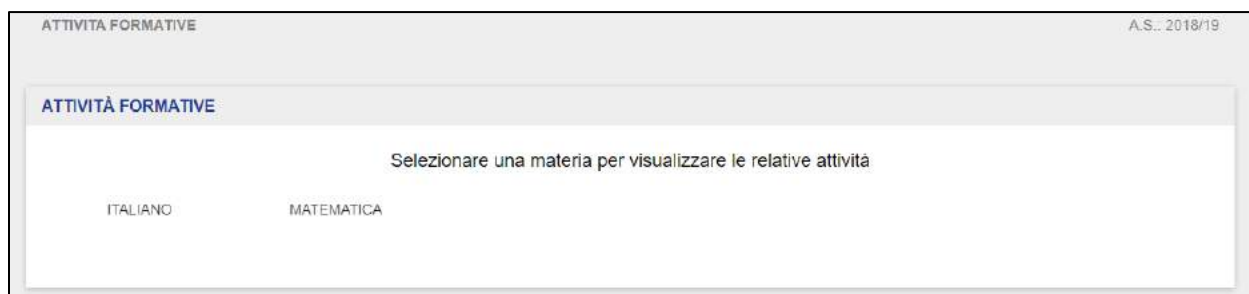 ATTIVITA FORMATIVE A.S.: 2018/19
ATTIVITÀ FORMATIVE
Selezionare una materia per visualizzare le relative attività
ITALIANO MATEMATICA